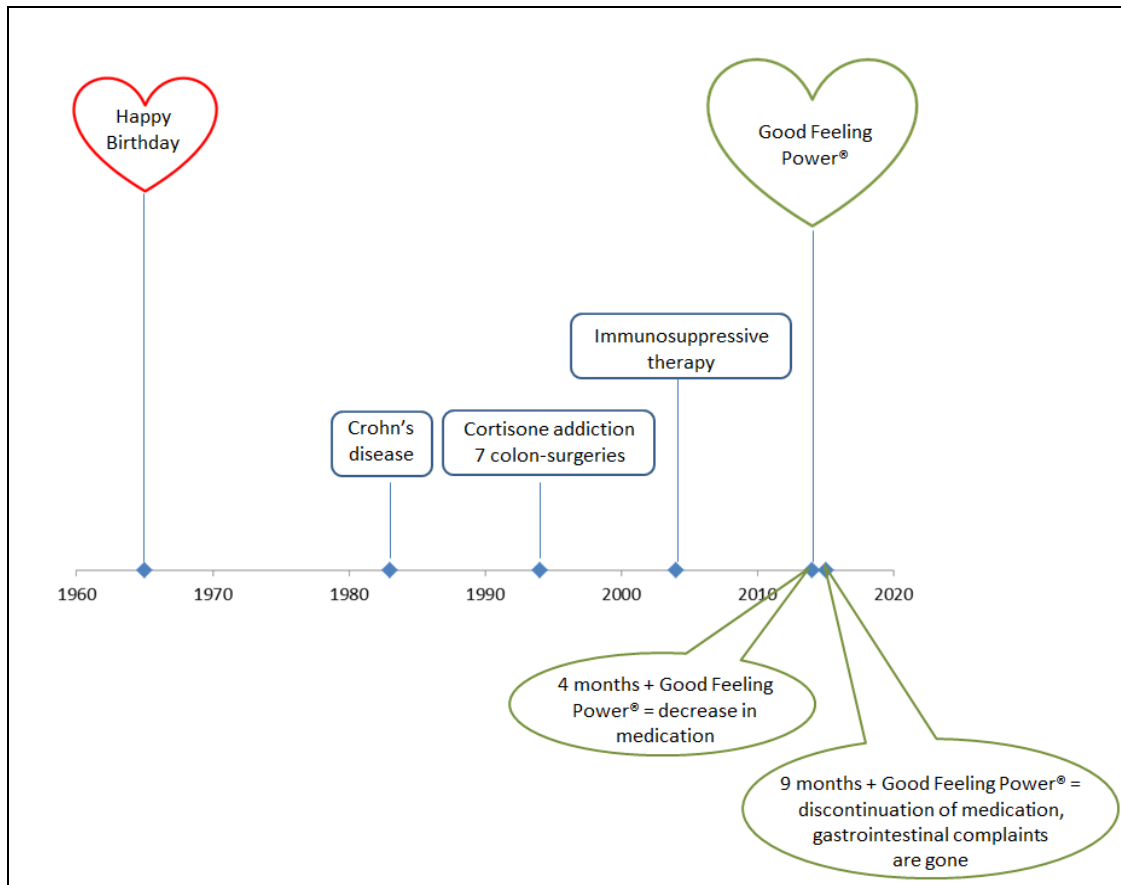 Happy
Birthday
Good Feeling
Power®
Immunosuppressive
therapy
Crohn's
disease
Cortisone addiction
7 colon-surgeries
1960
1970
1980
1990
2000
2010
2020
4 months + Good Feeling
Power® = decrease in
medication
9 months + Good Feeling Power® =
discontinuation of medication,
gastrointestinal complaints
are gone